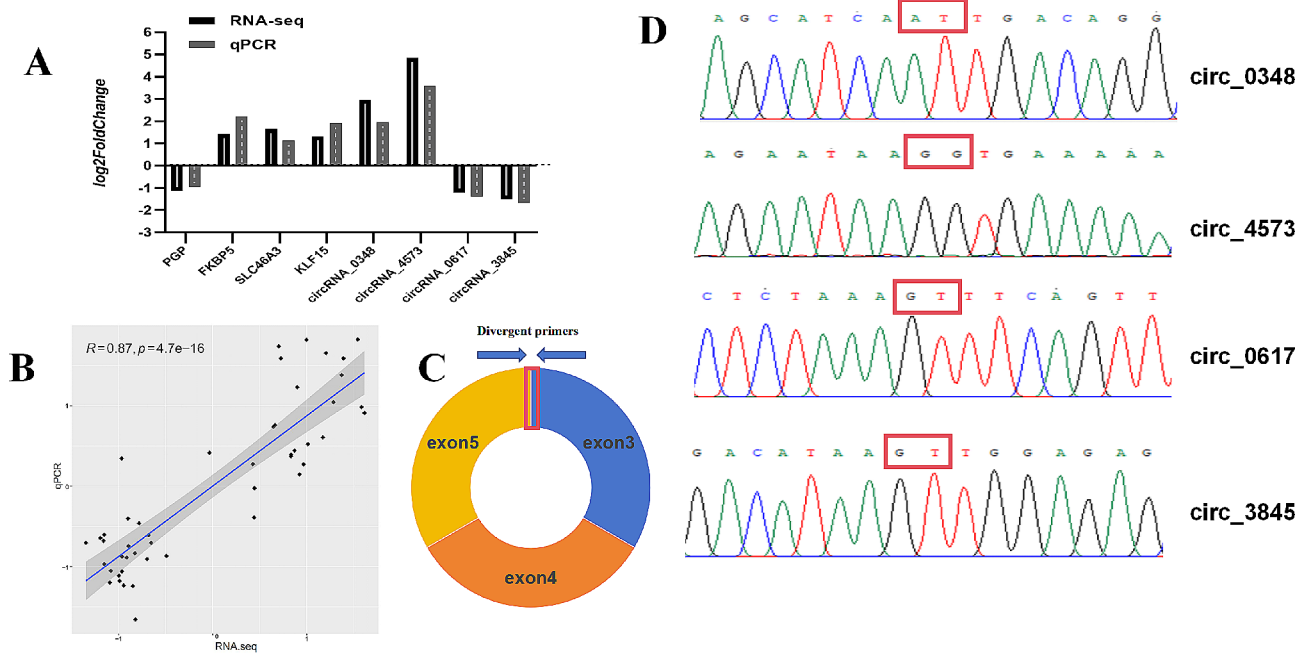 A
RNA-seq
qPCR
log2FoldChange
6
5
4
3
2
1
0
-1
-2
-3
PGP
FKBP5
SLC46A3
KLF15
circRNA_0348
circRNA_4573
circRNA_0617
circRNA_3845
B
R=0.87, p=4.7e−16
qPCR
1
0
−1
−1
0
1
RNA.seq
C
Divergent primers
exon5
exon3
exon4
D
A G C A T C A A T T G A C A G G
circ_0348
A G A A T A A G G T G A A A A A
circ_4573
C T C T A A A G T T T C A G T T
circ_0617
G A C A T A A G T T G G A G A G
circ_3845